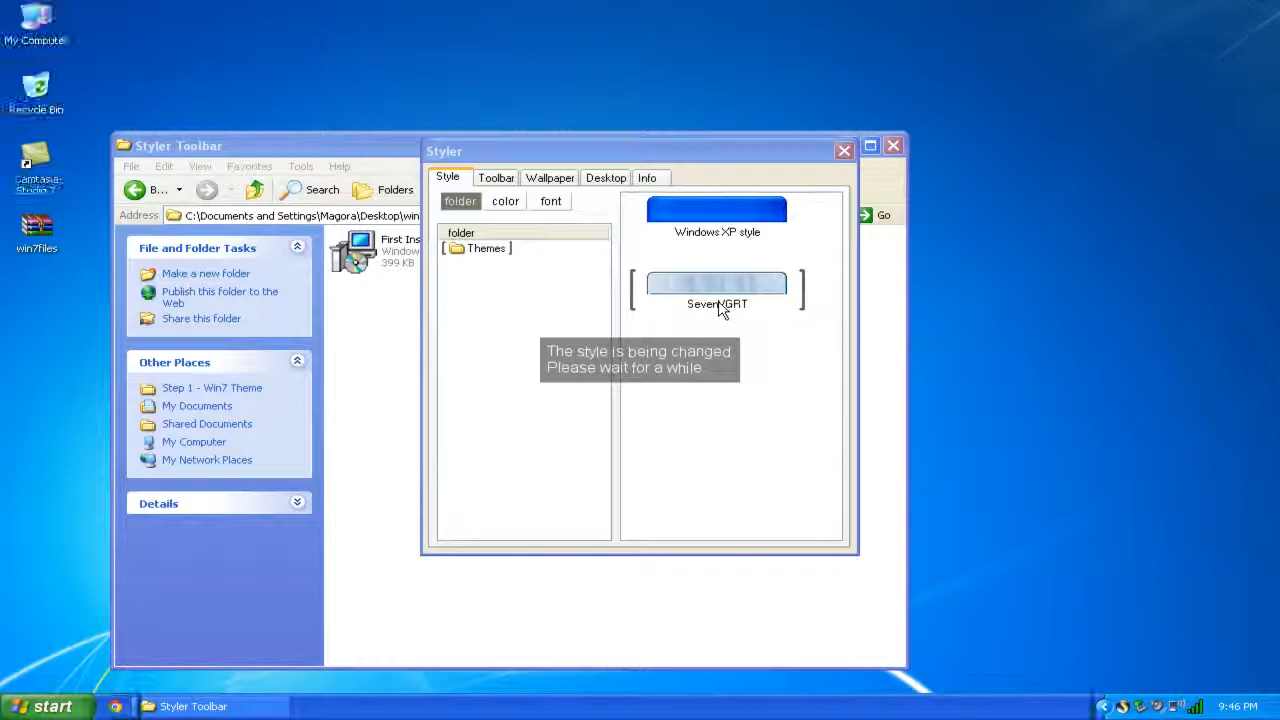 My Compute
Recycle Bin
Camtasia
Studio 7
win7files
Styler Toolbar
File Edit View Favorites Tools Help
B... Search Folders
Address C:\Documents and Settings\Magora\Desktop\win
Go
File and Folder Tasks
Make a new folder
Publish this folder to the
Web
Share this folder
Other Places
Step 1 - Win7 Theme
My Documents
Shared Documents
My Computer
My Network Places
Details
First Ins
Window
399 KB
Styler
Style Toolbar Wallpaper Desktop Info
folder color font
folder
[ Themes ]
Windows XP style
The style is being changed
Please wait for a while
start
Styler Toolbar
9:46 PM